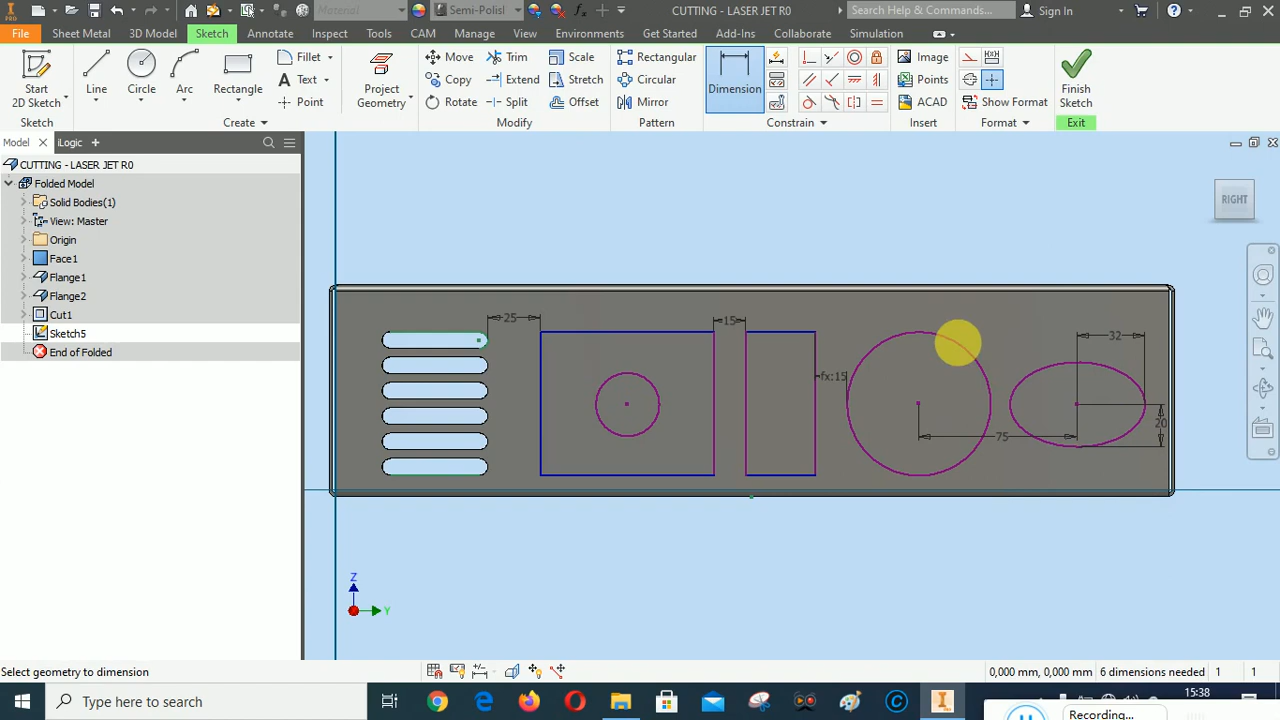 Material
Semi-Polisl
CUTTING - LASER JET R0
Search Help & Commands...
Sign In
PRO
File
Sheet Metal
3D Model
Sketch
Annotate
Inspect
Tools
CAM
Manage
View
Environments
Get Started
Add-Ins
Collaborate
Simulation
Start
2D Sketch
Line
Circle
Arc
Rectangle
Fillet
Text
Point
Project
Geometry
Move
Copy
Rotate
Trim
Extend
Split
Scale
Stretch
Offset
Rectangular
Circular
Mirror
Dimension
Image
Points
ACAD
Show Format
Finish
Sketch
Sketch
Create
Modify
Pattern
Constrain
Insert
Format
Exit
Model
iLogic
CUTTING - LASER JET R0
Folded Model
Solid Bodies(1)
View: Master
Origin
Face1
Flange1
Flange2
Cut1
Sketch5
End of Folded
RIGHT
25
15
fx:15
75
32
20
Z
Y
Select geometry to dimension
0,000 mm, 0,000 mm
6 dimensions needed
1
1
Type here to search
15:38
Recording...